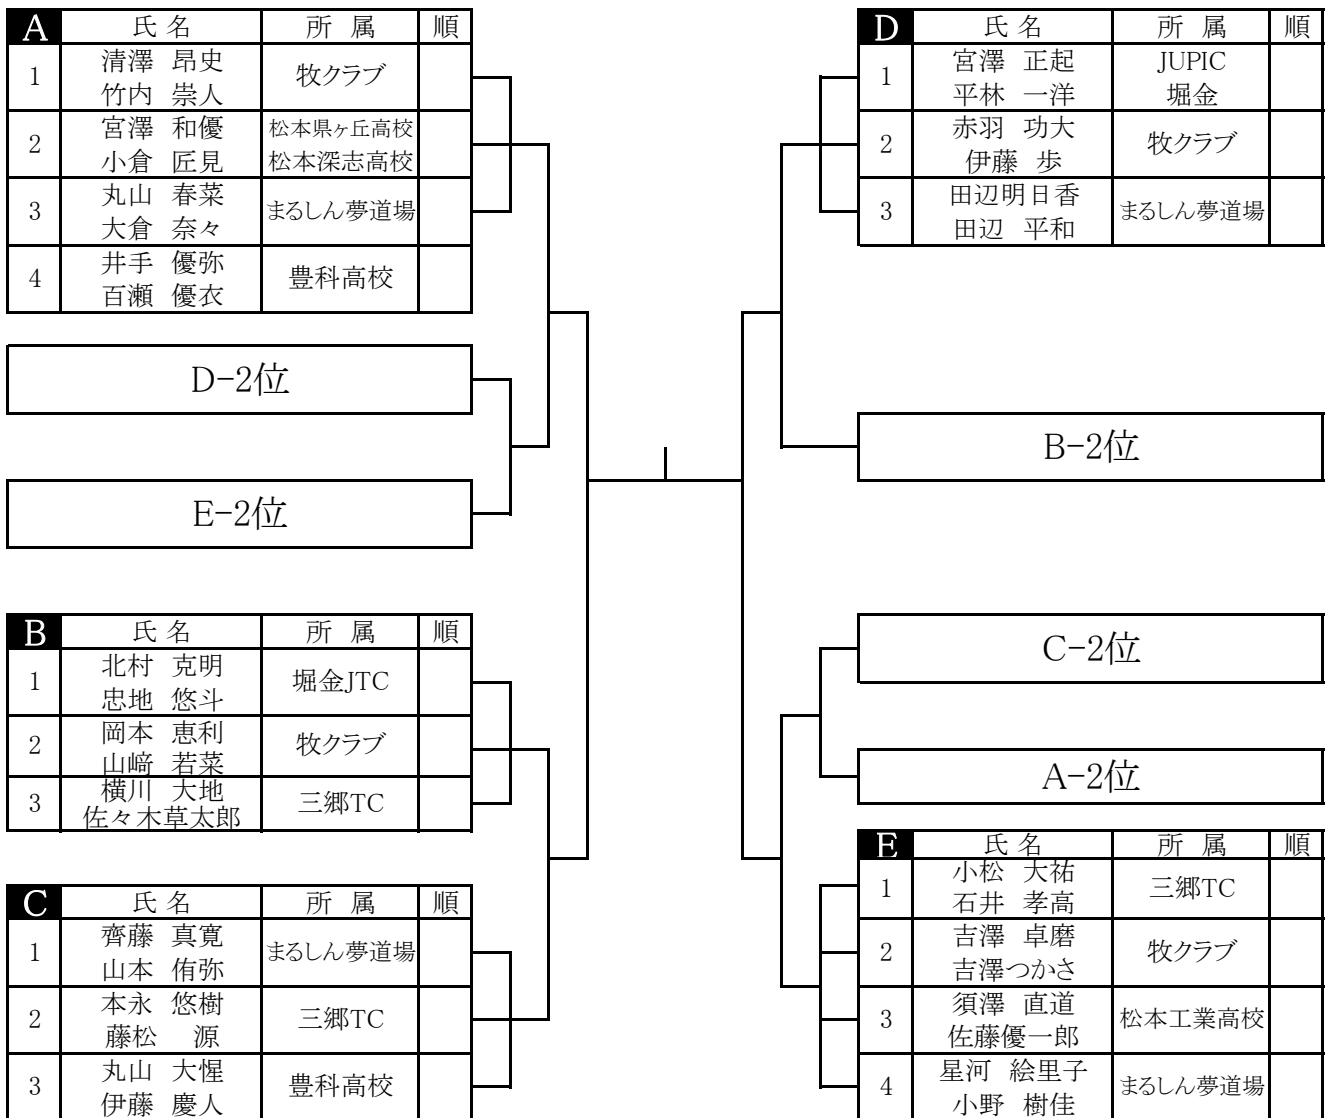 A 氏 名 所 属 順
1 清澤 昂史 牧クラブ
竹内 崇人
2 宮澤 和優 松本県ヶ丘高校
小倉 匠見 松本深志高校
3 丸山 春菜 まるしん夢道場
大倉 奈々
4 井手 優弥 豊科高校
百瀬 優衣
D-2位
E-2位
B 氏 名 所 属 順
1 北村 克明 堀金JTC
忠地 悠斗
2 岡本 恵利 牧クラブ
山﨑 若菜
3 横川 大地 三郷TC
佐々木草太郎
C 氏 名 所 属 順
1 齊藤 真寛 まるしん夢道場
山本 侑弥
2 本永 悠樹 三郷TC
藤松 源
3 丸山 大惺 豊科高校
伊藤 慶人
D 氏 名 所 属 順
1 宮澤 正起 JUPIC
平林 一洋 堀金
2 赤羽 功大 牧クラブ
伊藤 歩
3 田辺明日香 まるしん夢道場
田辺 平和
B-2位
C-2位
A-2位
E 氏 名 所 属 順
1 小松 大祐 三郷TC
石井 孝高
2 吉澤 卓磨 牧クラブ
吉澤つかさ
3 須澤 直道 松本工業高校
佐藤優一郎
4 星河 絵里子 まるしん夢道場
小野 樹佳